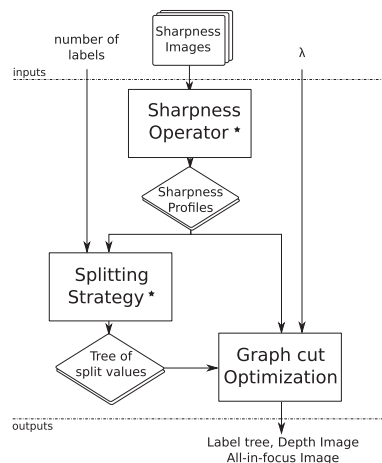 Sharpness
Images
number of
labels
λ
inputs
Sharpness
Operator ★
Sharpness
Profiles
Splitting
Strategy ★
Tree of
split values
Graph cut
Optimization
outputs
Label tree, Depth Image
All-in-focus Image